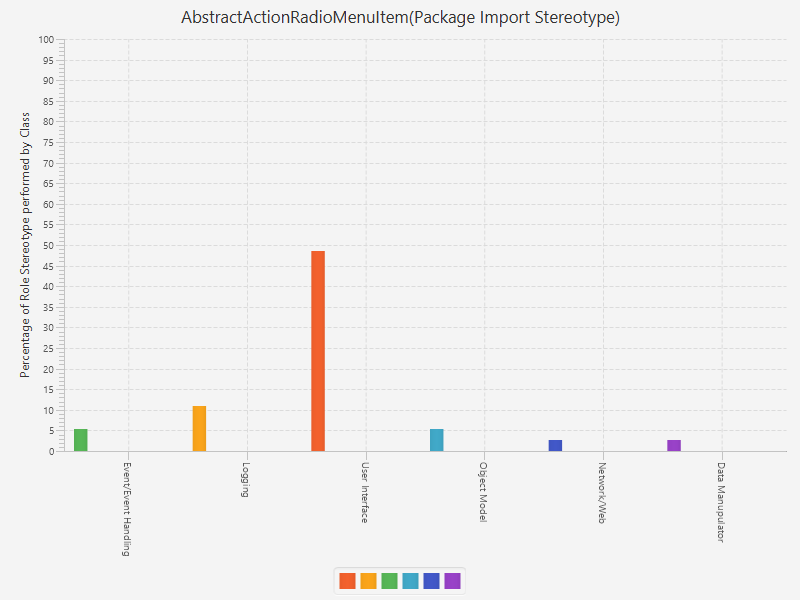 AbstractActionRadioMenuItem(Package Import Stereotype)
Percentage of Role Stereotype performed by Class
100
95
90
85
80
75
70
65
60
55
50
45
40
35
30
25
20
15
10
5
0
Event/Event Handling
Logging
User Interface
Object Model
Network/Web
Data Manupulator